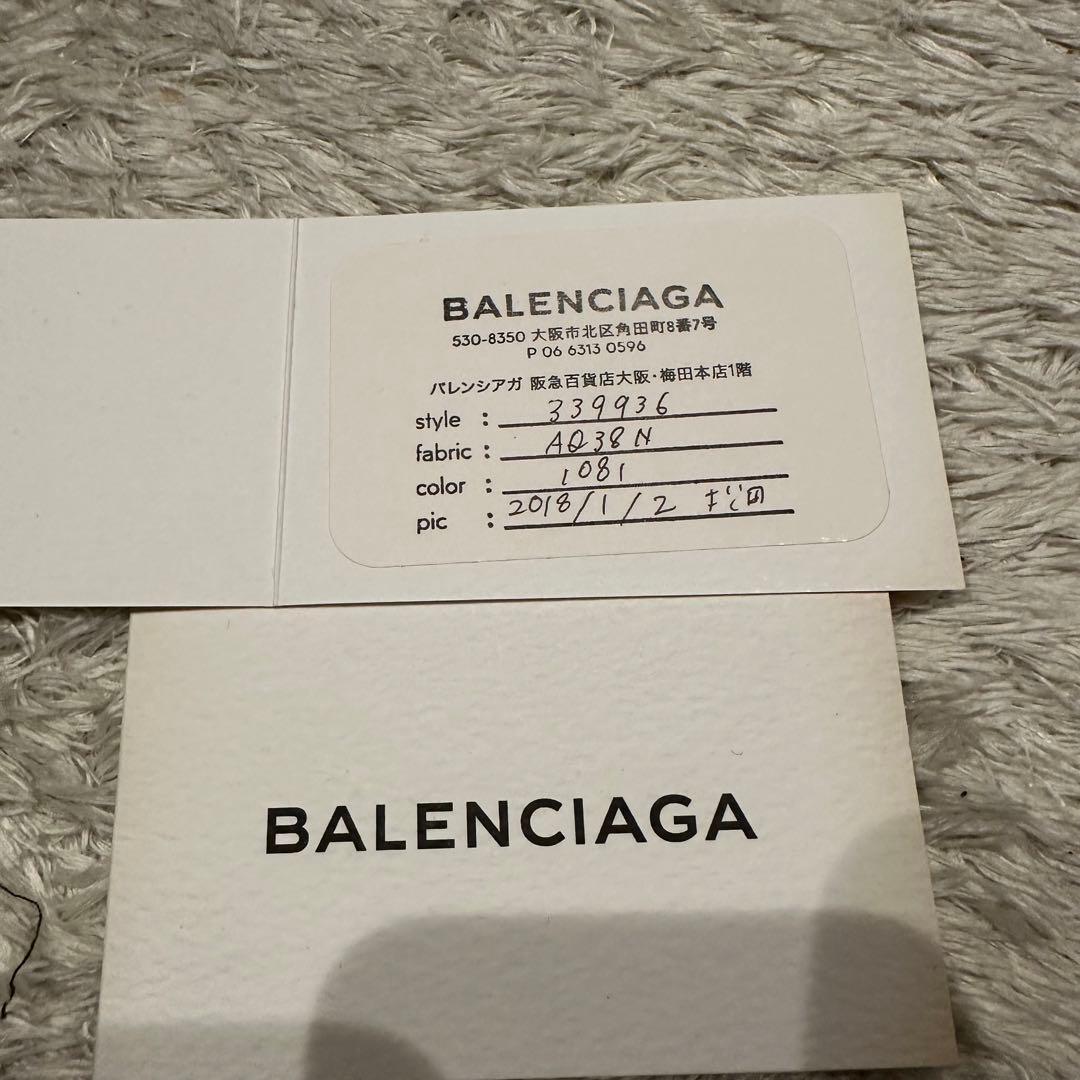 BALENCIAGA
530-8350 大阪市北区角田町8番7号
P 06 6313 0596
バレンシアガ 阪急百貨店大阪・梅田本店1階
style : 339936
fabric : AQ38N
color : 1081
pic : 2018/1/2
BALENCIAGA